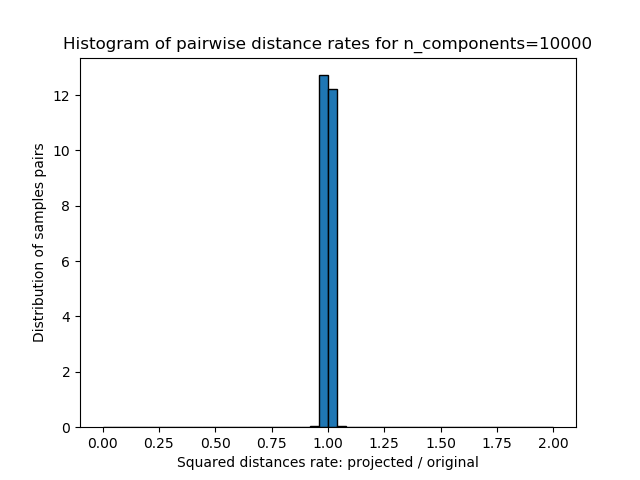 Histogram of pairwise distance rates for n_components=10000
12
10
8
6
4
2
0
Distribution of samples pairs
0.00 0.25 0.50 0.75 1.00 1.25 1.50 1.75 2.00
Squared distances rate: projected / original